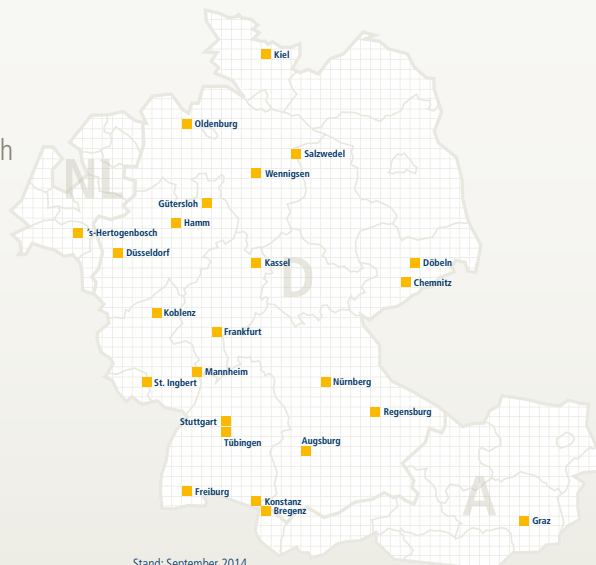 Kiel
Oldenburg
h
Salzwedel
NL
Wennigsen
Gütersloh
Hamm
's-Hertogenbosch
Düsseldorf
Kassel
D
Döbeln
Chemnitz
Koblenz
Frankfurt
Mannheim
St. Ingbert
Nürnberg
Regensburg
Stuttgart
Tübingen
Augsburg
Freiburg
A
Konstanz
Bregenz
Graz
Stand: September 2014